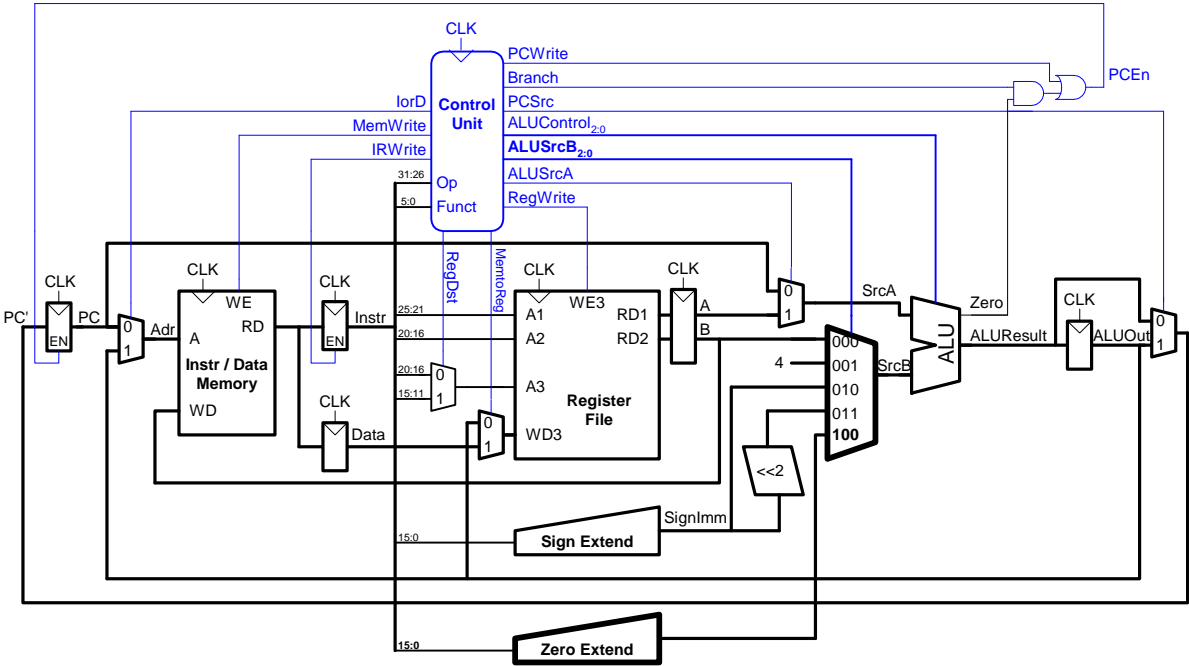 CLK
PCWrite
Branch
PCEn
IorD
Control
Unit
PCSrc
MemWrite
ALUControl2:0
IRWrite
ALUSrcB2:0
31:26
Op
ALUSrcA
5:0
Funct
RegWrite
RegDst
MemtoReg
CLK
CLK
CLK
CLK
CLK
CLK
PC'
PC
EN
0
1
Adr
WE
RD
A
Instr / Data
Memory
WD
EN
Instr
CLK
Data
25:21
20:16
20:16
15:11
0
1
0
1
WE3
A1
RD1
A2
RD2
A3
Register
File
WD3
A
B
0
1
SrcA
000
4
001
010
011
100
SrcB
<<2
ALU
Zero
ALUResult
CLK
ALUOut
0
1
SignImm
15:0
Sign Extend
15:0
Zero Extend